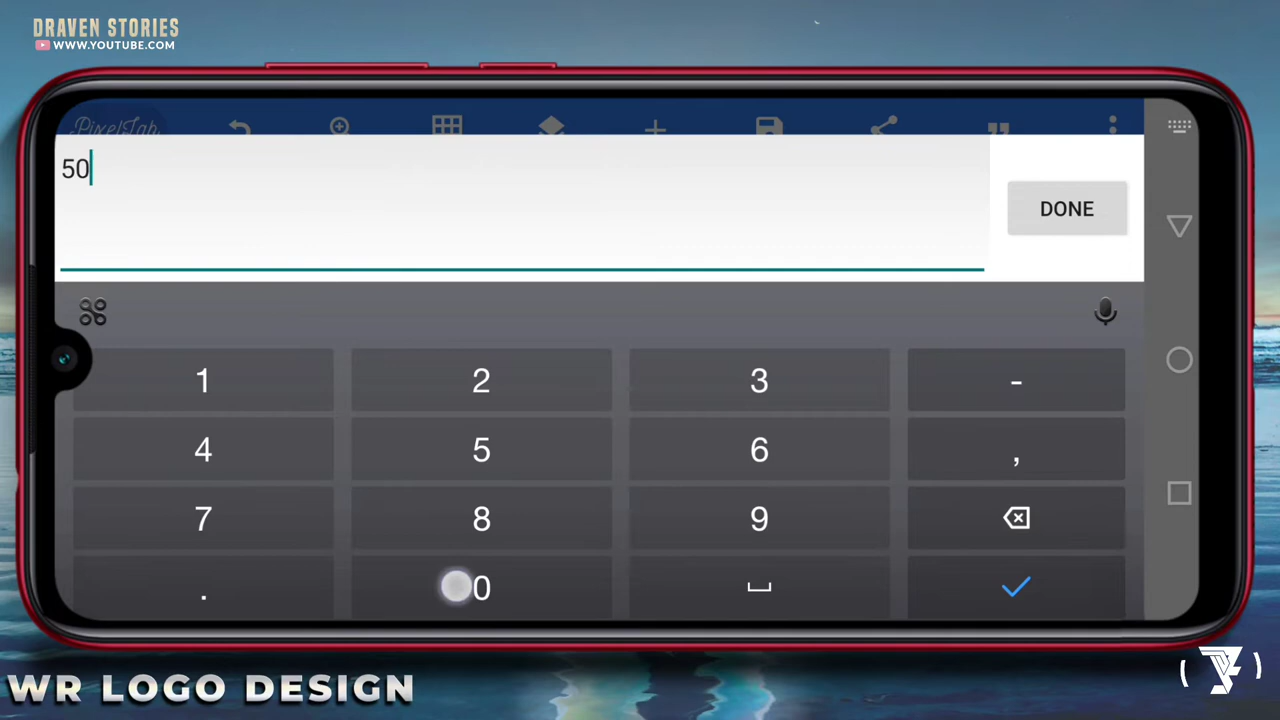 DRAVEN STORIES
WWW.YOUTUBE.COM
PixelLab
50
DONE
1 2 3 -
4 5 6 ,
7 8 9
. 0
WR LOGO DESIGN